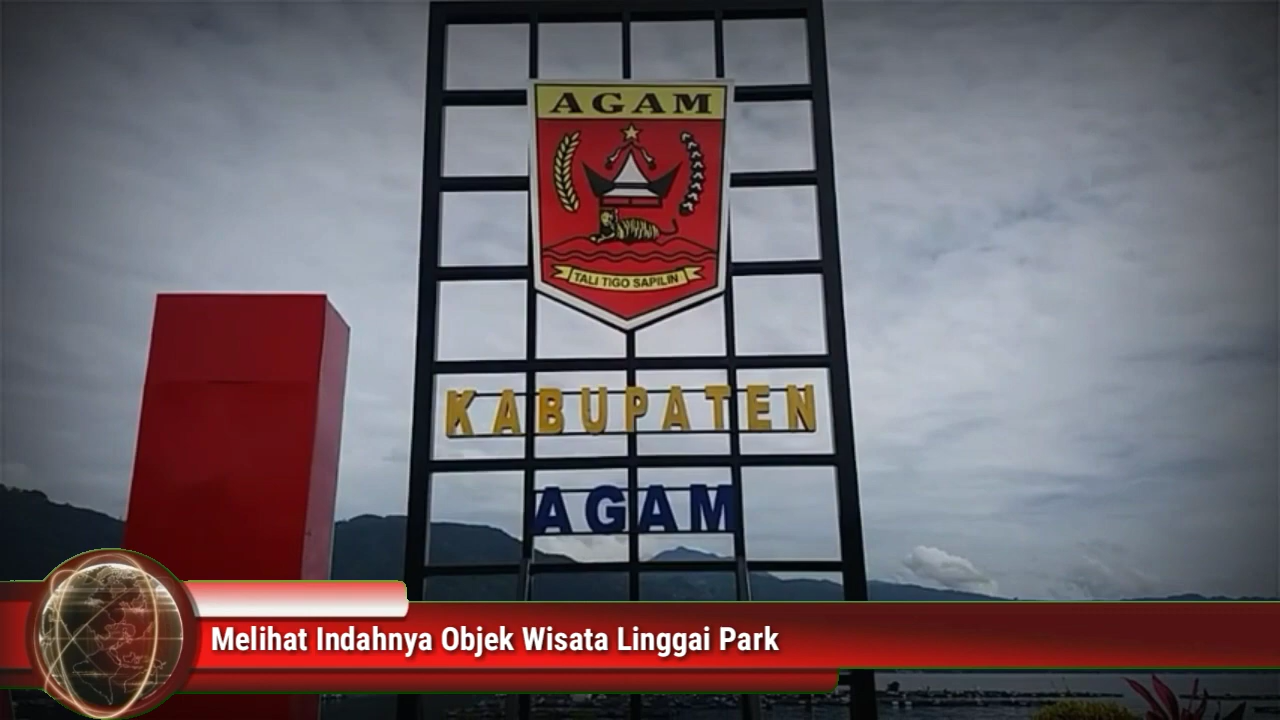 AGAM
TALI TIGO SAPILIN
KABUPATEN
AGAM
Melihat Indahnya Objek Wisata Linggai Park